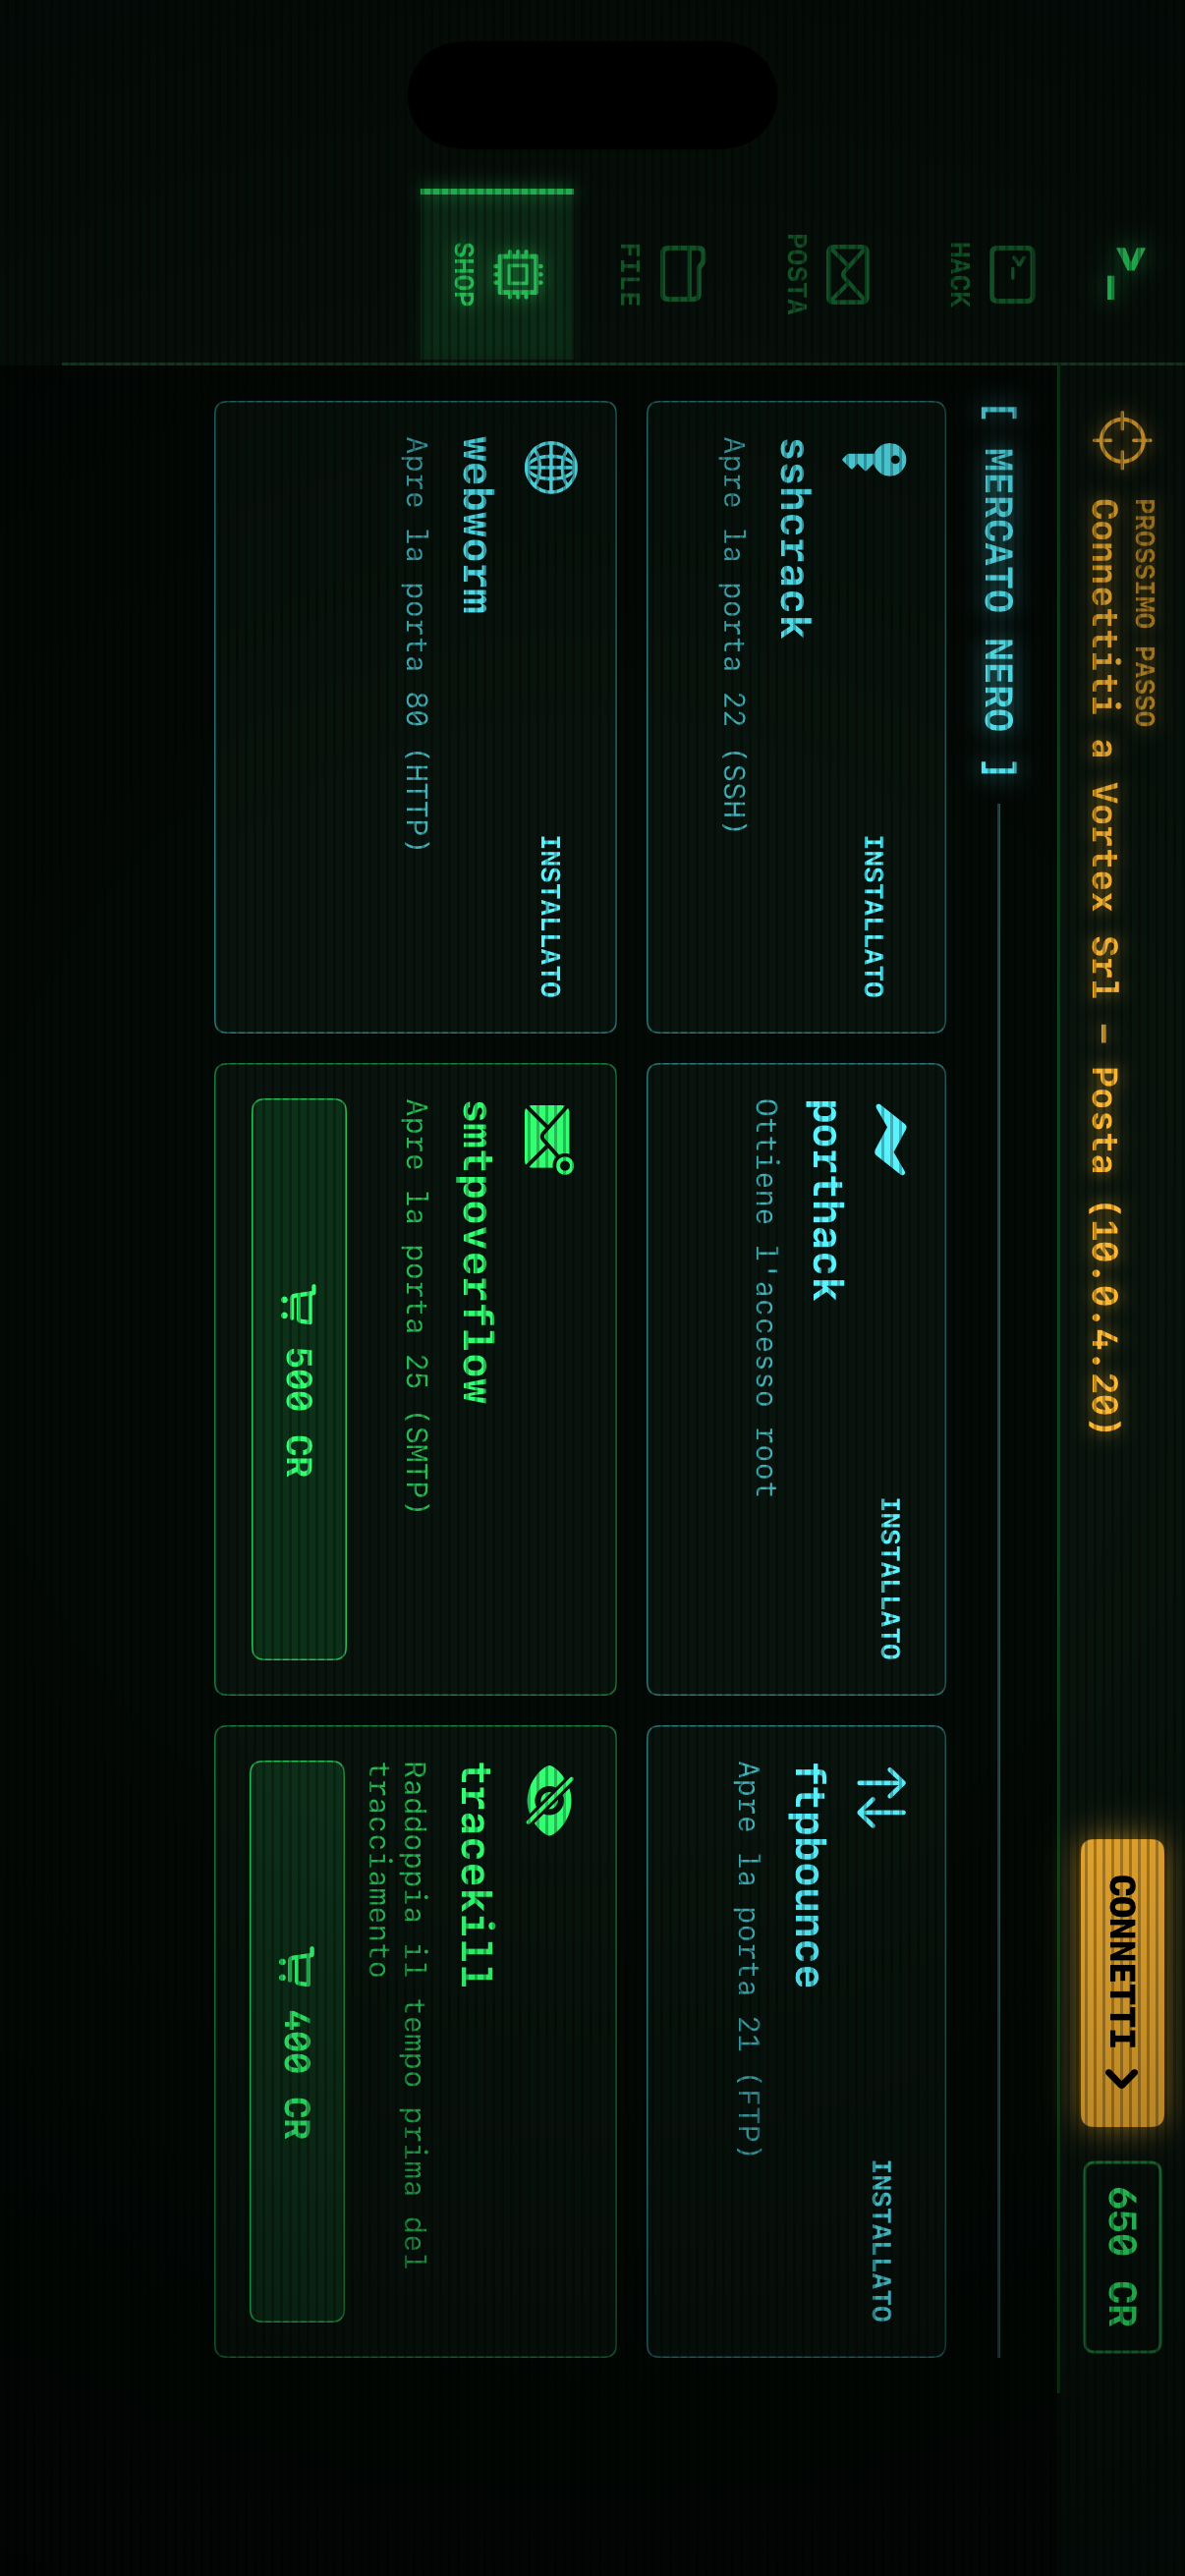 >_
HACK
POSTA
FILE
SHOP
PROSSIMO PASSO
Connettiti a Vortex Srl – Posta (10.0.4.20)
CONNETTI
650 CR
[ MERCATO NERO ]
INSTALLATO
sshcrack
Apre la porta 22 (SSH)
INSTALLATO
porthack
Ottiene l'accesso root
INSTALLATO
ftpbounce
Apre la porta 21 (FTP)
INSTALLATO
webworm
Apre la porta 80 (HTTP)
smtpoverflow
Apre la porta 25 (SMTP)
500 CR
tracekill
Raddoppia il tempo prima del
tracciamento
400 CR